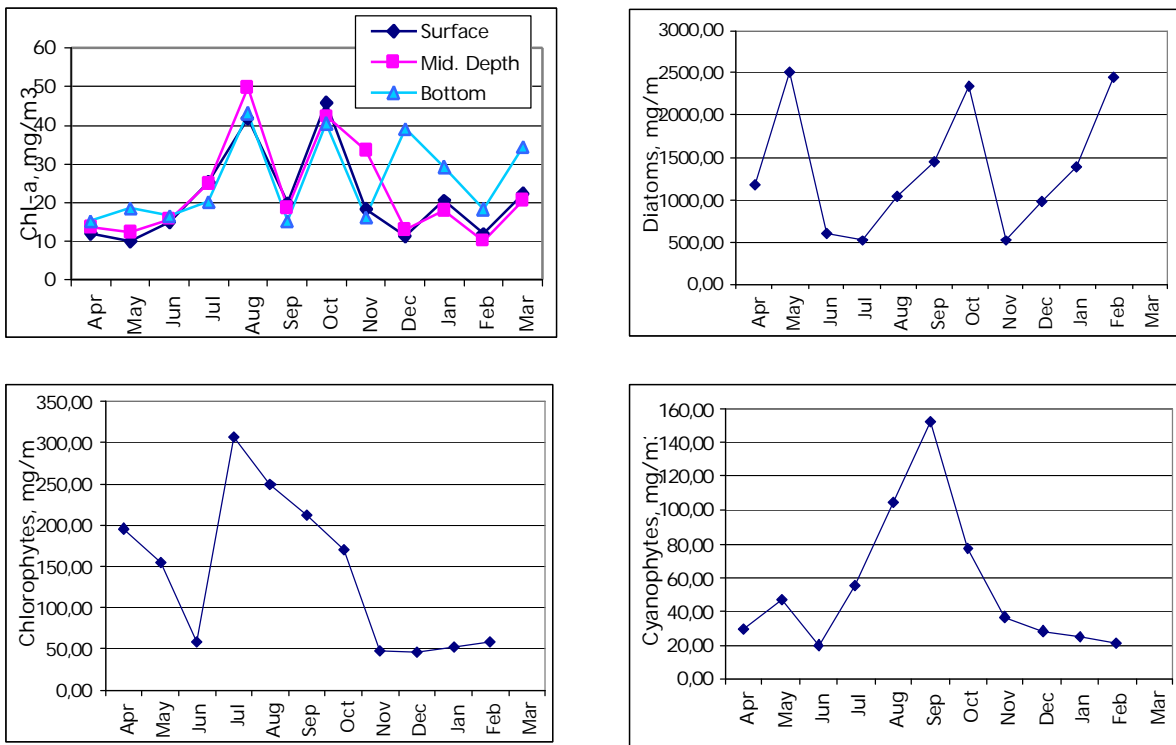 Surface
Mid. Depth
Bottom
60
50
40
30
20
10
0
Chl.a, mg/m3
Apr
May
Jun
Jul
Aug
Sep
Oct
Nov
Dec
Jan
Feb
Mar
3000,00
2500,00
2000,00
1500,00
1000,00
500,00
0,00
Diatoms, mg/m
Apr
May
Jun
Jul
Aug
Sep
Oct
Nov
Dec
Jan
Feb
Mar
350,00
300,00
250,00
200,00
150,00
100,00
50,00
0,00
Chlorophytes, mg/m
Apr
May
Jun
Jul
Aug
Sep
Oct
Nov
Dec
Jan
Feb
Mar
160,00
140,00
120,00
100,00
80,00
60,00
40,00
20,00
0,00
Cyanophytes, mg/m
Apr
May
Jun
Jul
Aug
Sep
Oct
Nov
Dec
Jan
Feb
Mar